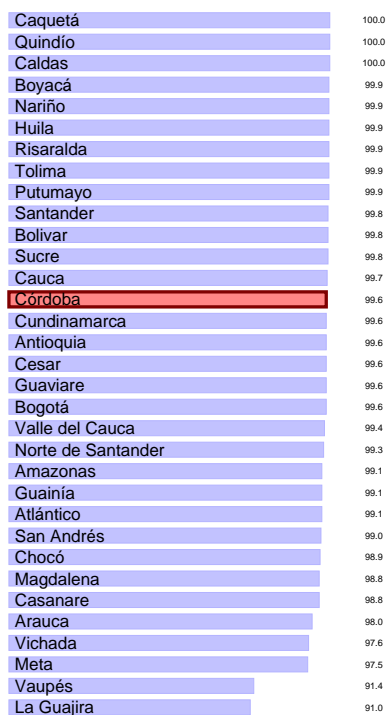 Caquetá 100.0
Quindío 100.0
Caldas 100.0
Boyacá 99.9
Nariño 99.9
Huila 99.9
Risaralda 99.9
Tolima 99.9
Putumayo 99.9
Santander 99.8
Bolivar 99.8
Sucre 99.8
Cauca 99.7
Córdoba 99.6
Cundinamarca 99.6
Antioquia 99.6
Cesar 99.6
Guaviare 99.6
Bogotá 99.6
Valle del Cauca 99.4
Norte de Santander 99.3
Amazonas 99.1
Guainía 99.1
Atlántico 99.1
San Andrés 99.0
Chocó 98.9
Magdalena 98.8
Casanare 98.8
Arauca 98.0
Vichada 97.6
Meta 97.5
Vaupés 91.4
La Guajira 91.0